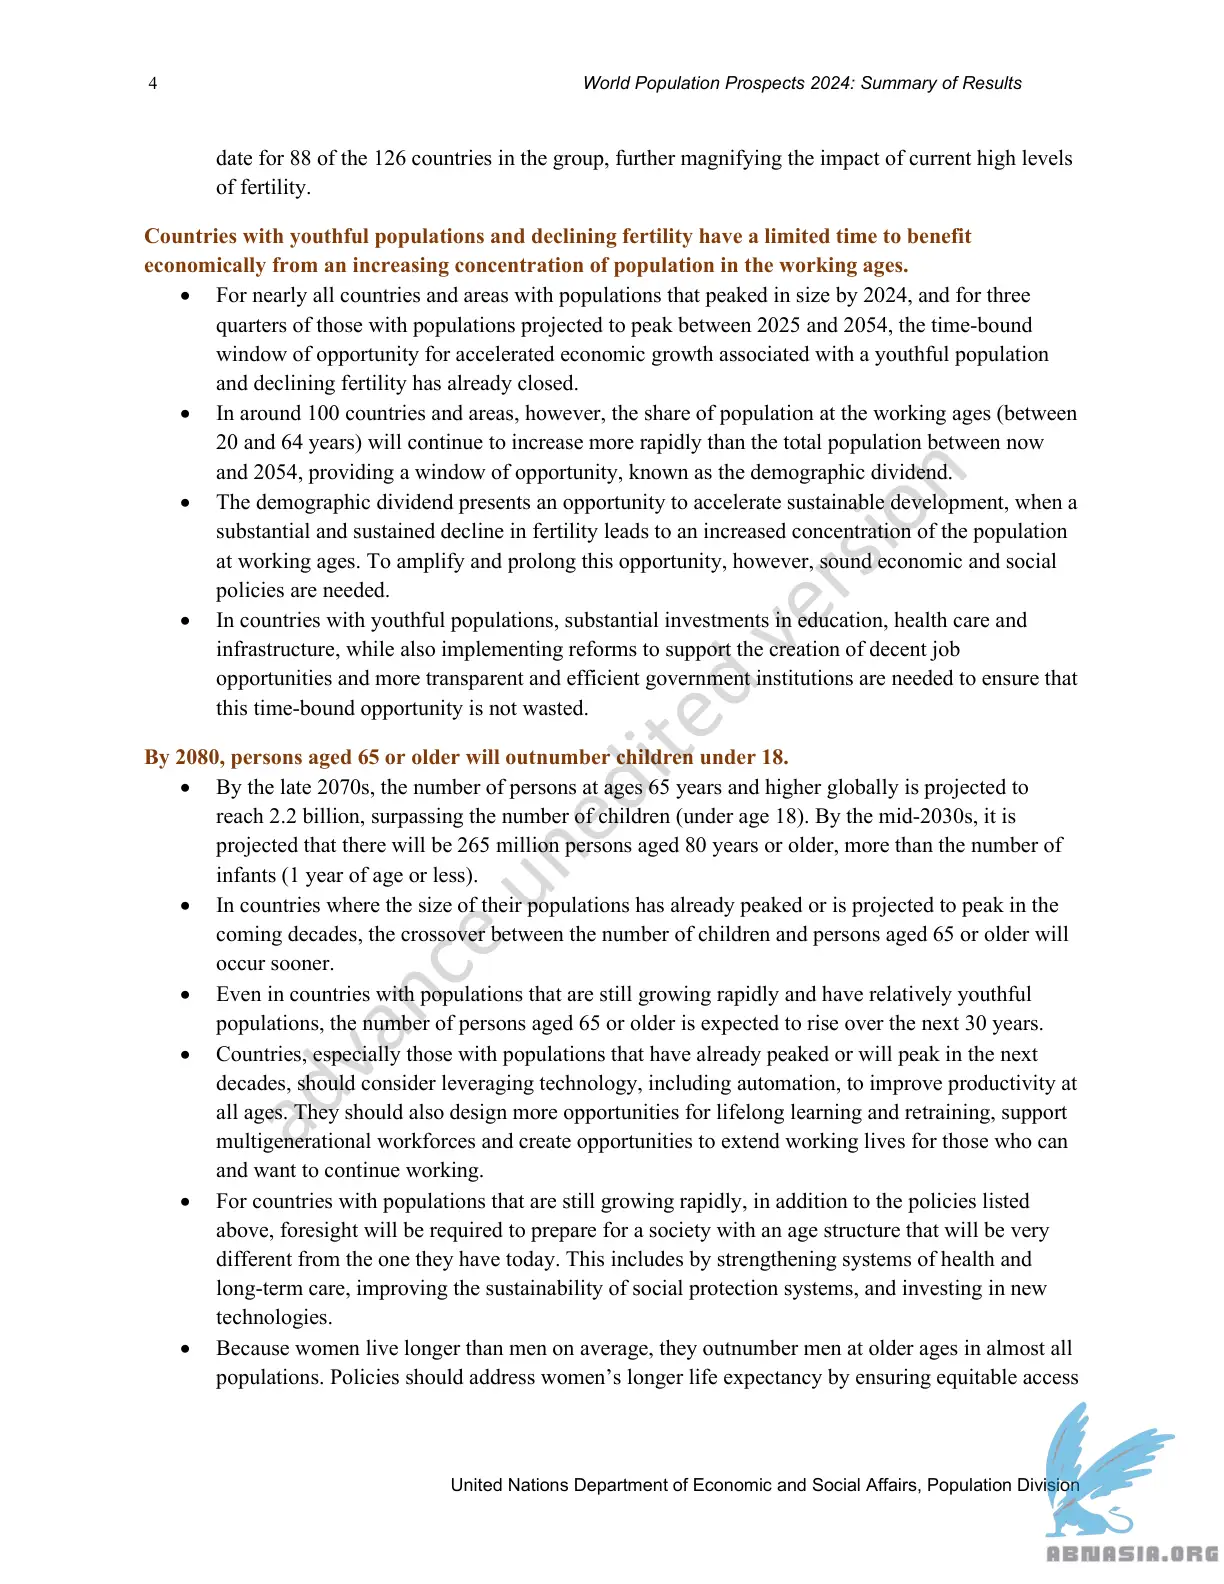 4
World Population Prospects 2024: Summary of Results
date for 88 of the 126 countries in the group, further magnifying the impact of current high levels
of fertility.
Countries with youthful populations and declining fertility have a limited time to benefit
economically from an increasing concentration of population in the working ages.
• For nearly all countries and areas with populations that peaked in size by 2024, and for three
quarters of those with populations projected to peak between 2025 and 2054, the time-bound
window of opportunity for accelerated economic growth associated with a youthful population
and declining fertility has already closed.
• In around 100 countries and areas, however, the share of population at the working ages (between
20 and 64 years) will continue to increase more rapidly than the total population between now
and 2054, providing a window of opportunity, known as the demographic dividend.
• The demographic dividend presents an opportunity to accelerate sustainable development, when a
substantial and sustained decline in fertility leads to an increased concentration of the population
at working ages. To amplify and prolong this opportunity, however, sound economic and social
policies are needed.
• In countries with youthful populations, substantial investments in education, health care and
infrastructure, while also implementing reforms to support the creation of decent job
opportunities and more transparent and efficient government institutions are needed to ensure that
this time-bound opportunity is not wasted.
By 2080, persons aged 65 or older will outnumber children under 18.
• By the late 2070s, the number of persons at ages 65 years and higher globally is projected to
reach 2.2 billion, surpassing the number of children (under age 18). By the mid-2030s, it is
projected that there will be 265 million persons aged 80 years or older, more than the number of
infants (1 year of age or less).
• In countries where the size of their populations has already peaked or is projected to peak in the
coming decades, the crossover between the number of children and persons aged 65 or older will
occur sooner.
• Even in countries with populations that are still growing rapidly and have relatively youthful
populations, the number of persons aged 65 or older is expected to rise over the next 30 years.
• Countries, especially those with populations that have already peaked or will peak in the next
decades, should consider leveraging technology, including automation, to improve productivity at
all ages. They should also design more opportunities for lifelong learning and retraining, support
multigenerational workforces and create opportunities to extend working lives for those who can
and want to continue working.
• For countries with populations that are still growing rapidly, in addition to the policies listed
above, foresight will be required to prepare for a society with an age structure that will be very
different from the one they have today. This includes by strengthening systems of health and
long-term care, improving the sustainability of social protection systems, and investing in new
technologies.
• Because women live longer than men on average, they outnumber men at older ages in almost all
populations. Policies should address women’s longer life expectancy by ensuring equitable access
advance unedited version
United Nations Department of Economic and Social Affairs, Population Division
ABNASIA.ORG